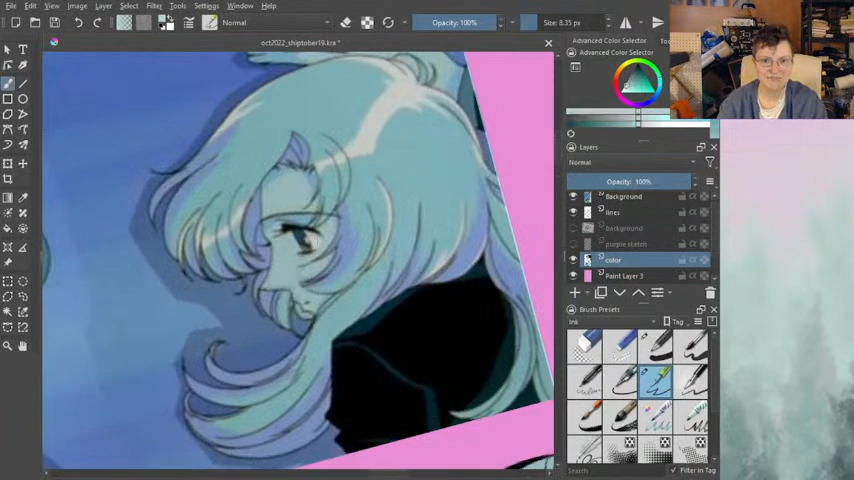 File Edit View Image Layer Select Filter Tools Settings Window Help
Normal Opacity: 100% Size: 8.35 px
oct2022_shiptober19.kra *
Advanced Color Selector
Advanced Color Selector
Layers
Normal
Opacity: 100%
Background
lines
background
purple sketch
color
Paint Layer 3
Brush Presets
Ink Tag
Search Filter in Tag